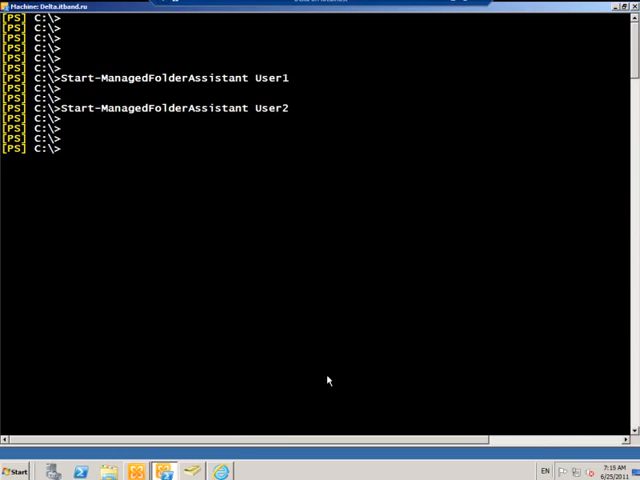 Machine: Delta.itband.ru
[PS] C:\>
[PS] C:\>
[PS] C:\>
[PS] C:\>
[PS] C:\>
[PS] C:\>
[PS] C:\>Start-ManagedFolderAssistant User1
[PS] C:\>
[PS] C:\>
[PS] C:\>Start-ManagedFolderAssistant User2
[PS] C:\>
[PS] C:\>
[PS] C:\>
[PS] C:\>
Start
EN
7:15 AM
6/25/2011